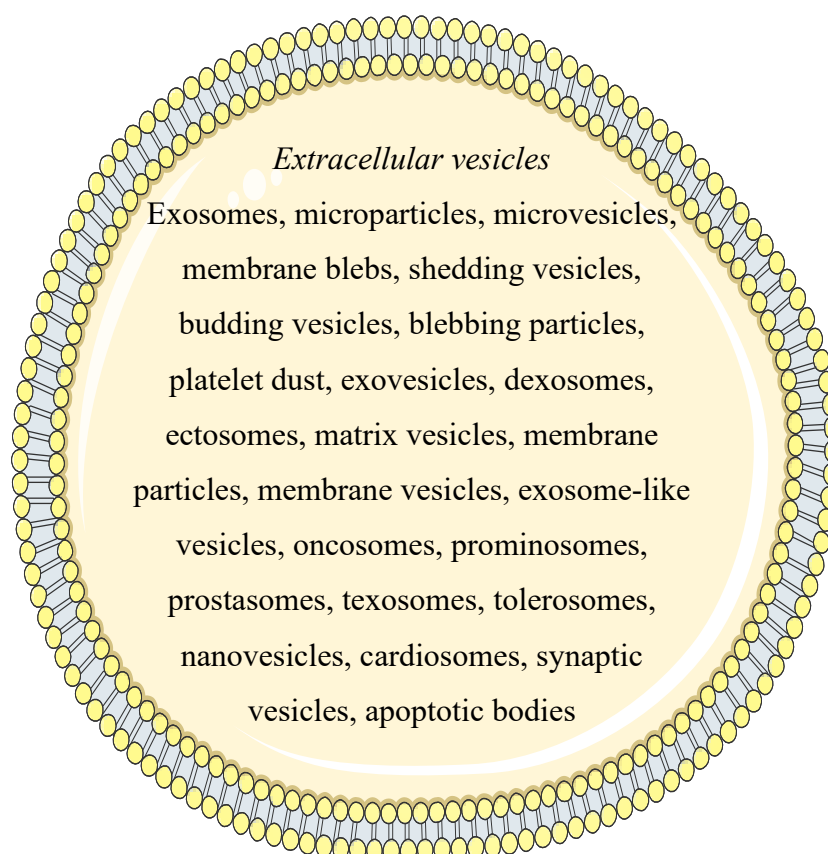 Extracellular vesicles
Exosomes, microparticles, microvesicles,
membrane blebs, shedding vesicles,
budding vesicles, blebbing particles,
platelet dust, exovesicles, dexosomes,
ectosomes, matrix vesicles, membrane
particles, membrane vesicles, exosome-like
vesicles, oncosomes, prominosomes,
prostasomes, texosomes, tolerosomes,
nanovesicles, cardiosomes, synaptic
vesicles, apoptotic bodies